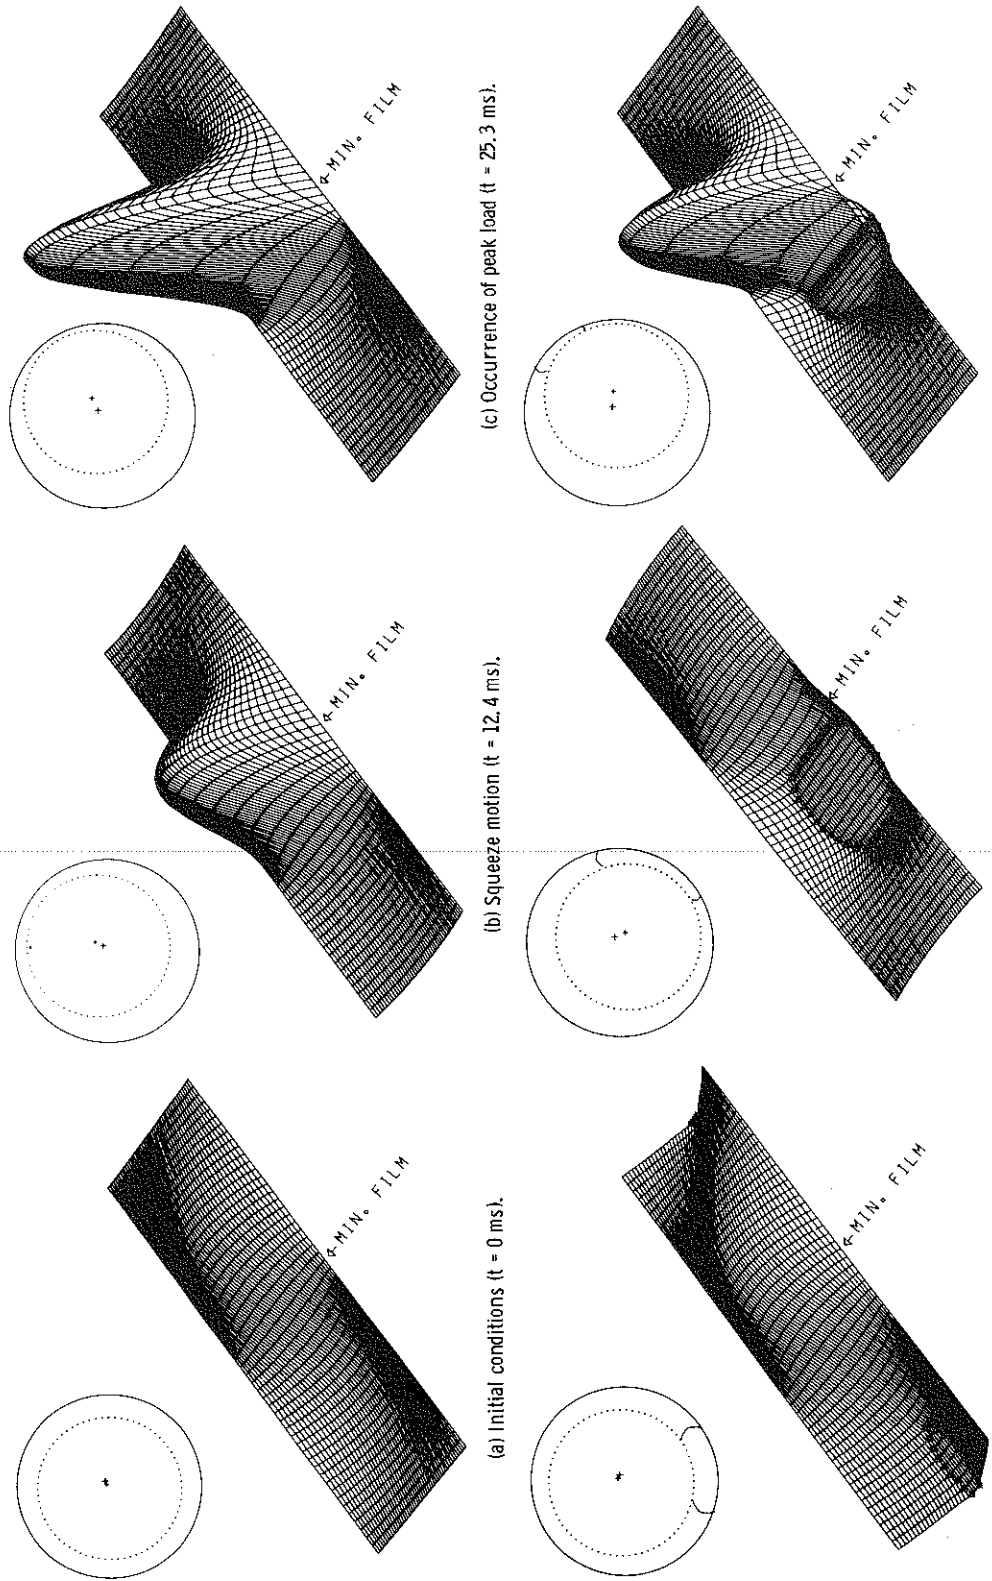 MIN. FILM
MIN. FILM
MIN. FILM
(a) Initial conditions (t = 0 ms).
(b) Squeeze motion (t = 12.4 ms).
(c) Occurrence of peak load (t = 25.3 ms).
MIN. FILM
MIN. FILM
MIN. FILM